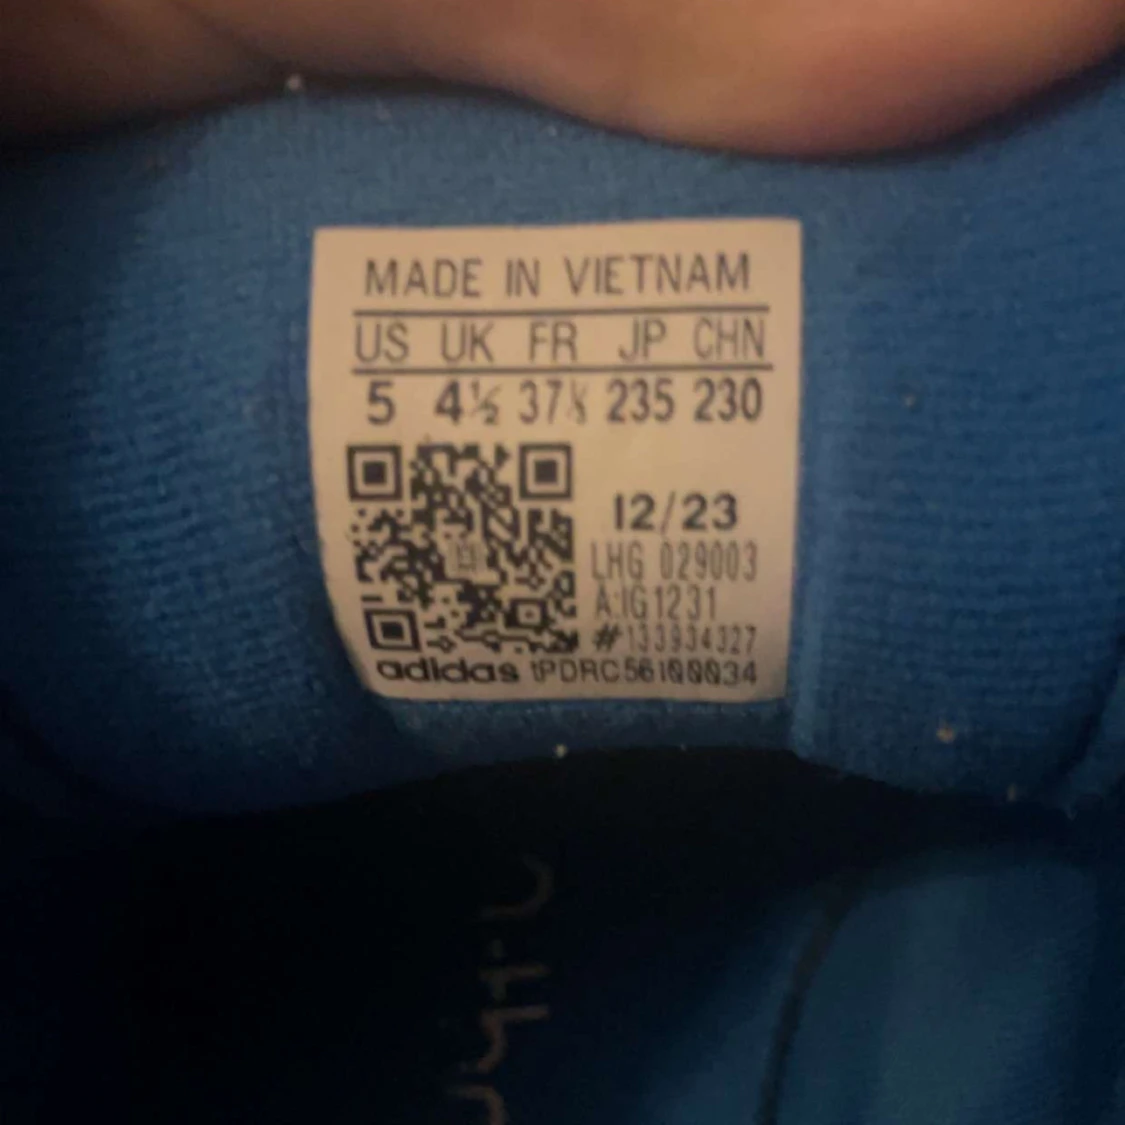 MADE IN VIETNAM
US UK FR JP CHN
5 4½ 37⅓ 235 230
12/23
LHG 029003
A:IG1231
#133934327
adidas tPDRC56100034